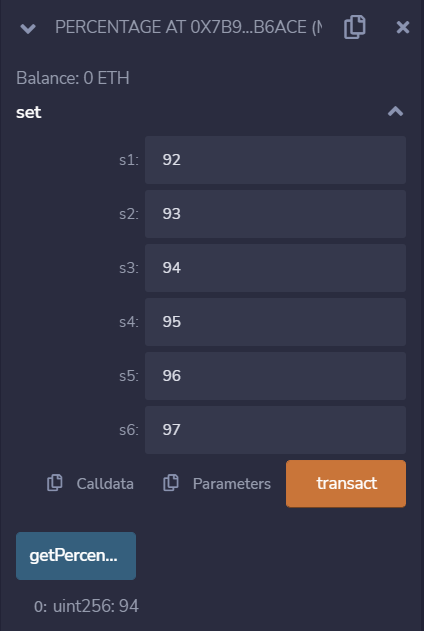 PERCENTAGE AT 0X7B9...B6ACE (
Balance: 0 ETH
set
s1: 92
s2: 93
s3: 94
s4: 95
s5: 96
s6: 97
Calldata Parameters transact
getPercen...
0: uint256: 94